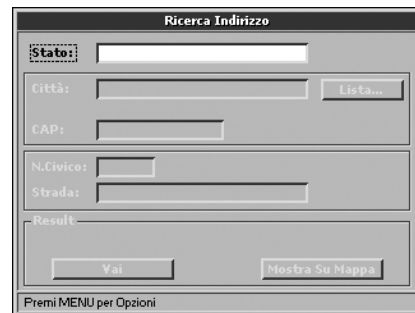 Ricerca Indirizzo
Stato:
Città:
Lista...
CAP:
N.Civico:
Strada:
Result
Vai
Mostra Su Mappa
Premi MENU per Opzioni